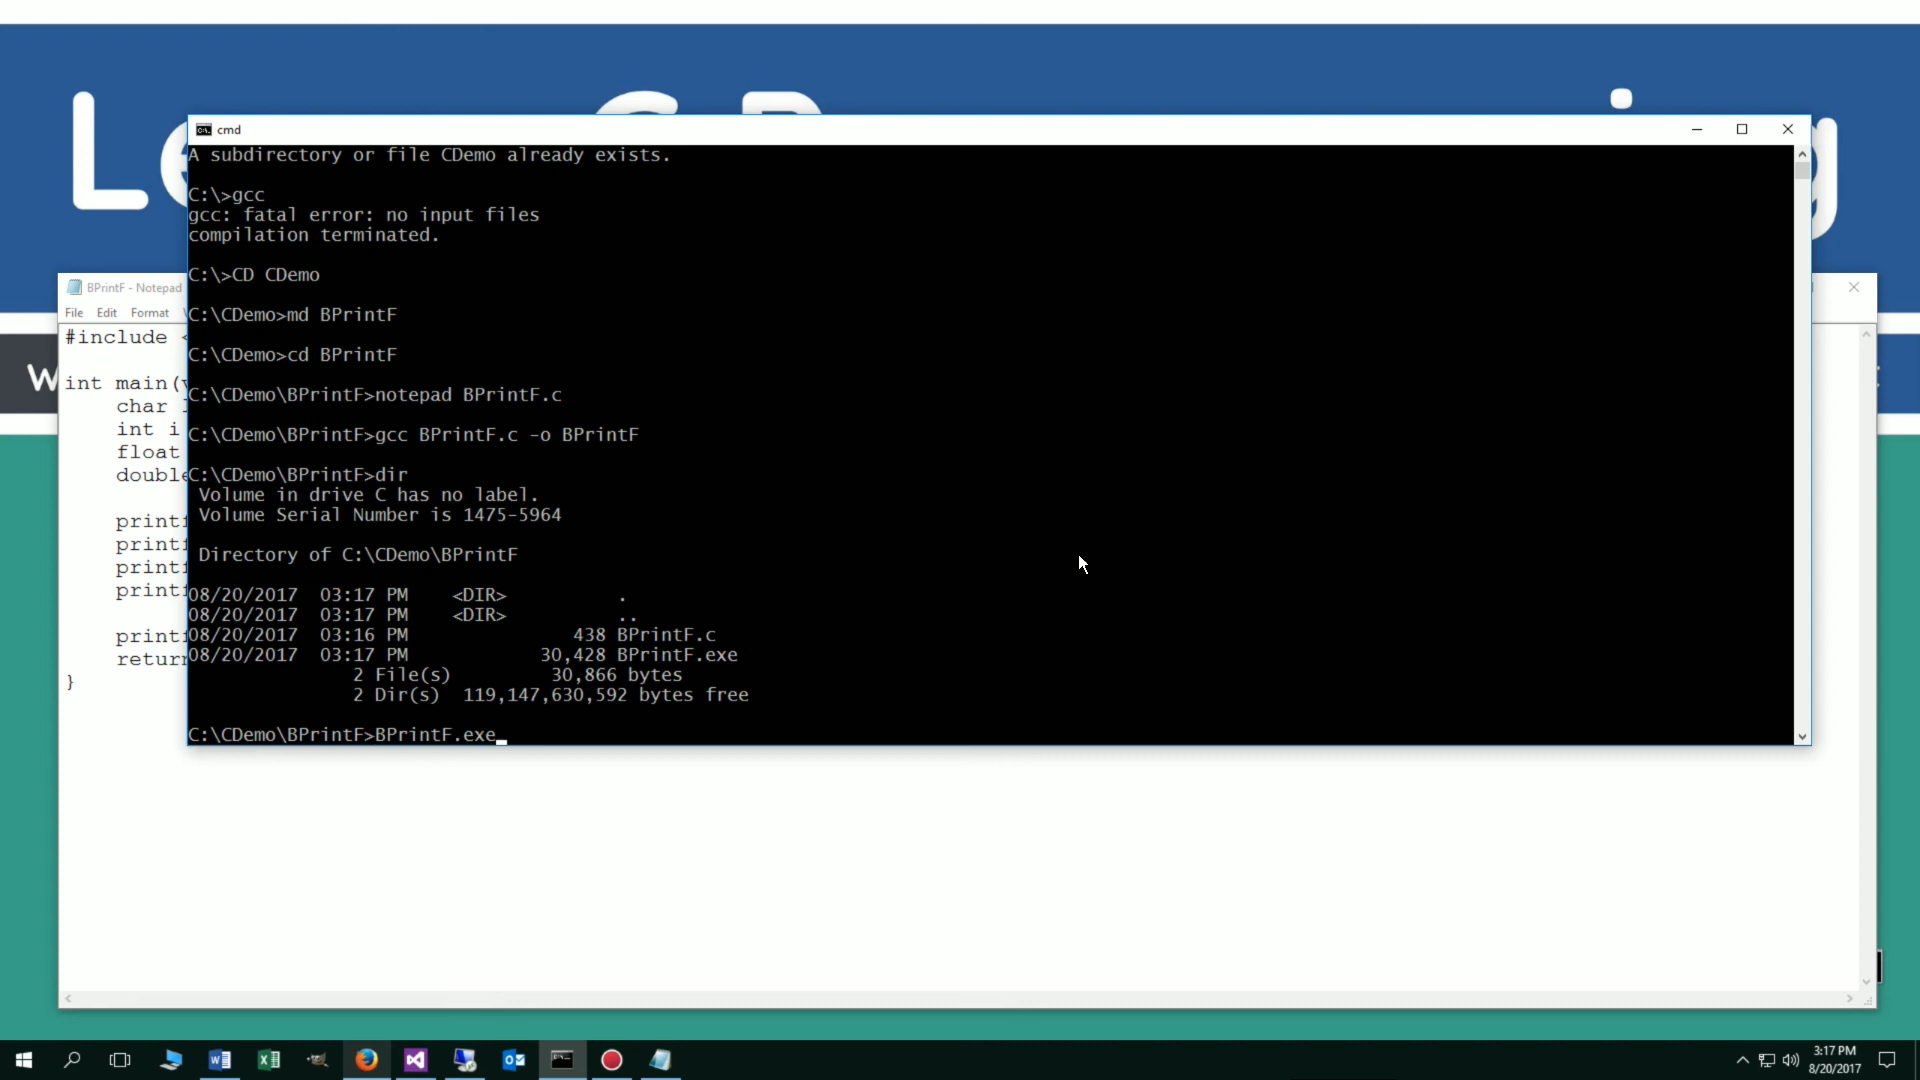 cmd
A subdirectory or file CDemo already exists.
C:\>gcc
gcc: fatal error: no input files
compilation terminated.
C:\>CD CDemo
C:\CDemo>md BPrintF
C:\CDemo>cd BPrintF
C:\CDemo\BPrintF>notepad BPrintF.c
C:\CDemo\BPrintF>gcc BPrintF.c -o BPrintF
C:\CDemo\BPrintF>dir
Volume in drive C has no label.
Volume Serial Number is 1475-5964
Directory of C:\CDemo\BPrintF
08/20/2017 03:17 PM <DIR> .
08/20/2017 03:17 PM <DIR> ..
08/20/2017 03:16 PM 438 BPrintF.c
08/20/2017 03:17 PM 30,428 BPrintF.exe
2 File(s) 30,866 bytes
2 Dir(s) 119,147,630,592 bytes free
C:\CDemo\BPrintF>BPrintF.exe
BPrintF - Notepad
File Edit Format
#include <
int main(
char
int i
float
double
print
print
print
print
print
retur
}
3:17 PM
8/20/2017